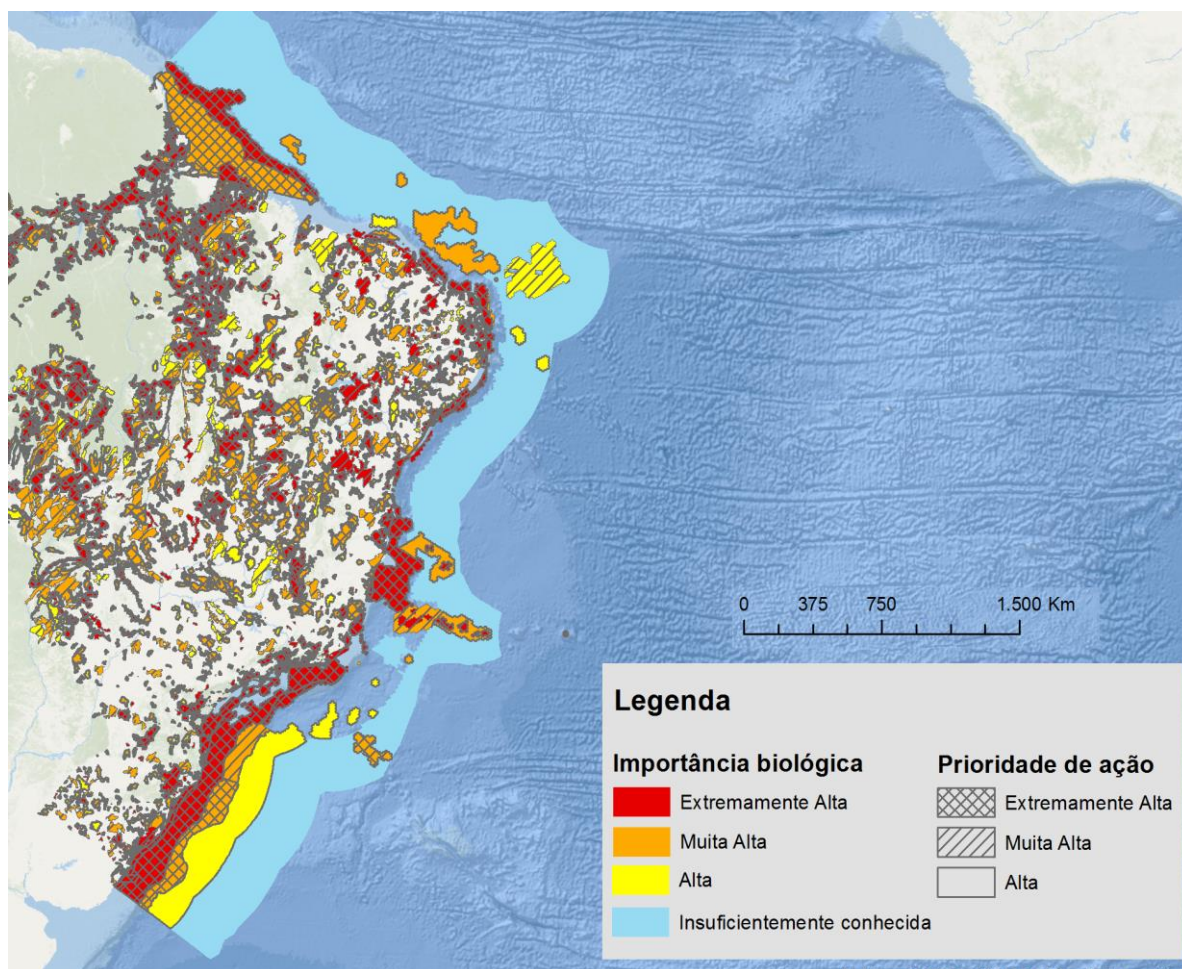 0 375 750 1.500 Km
Legenda
Importância biológica Prioridade de ação
Extremamente Alta Extremamente Alta
Muita Alta Muita Alta
Alta Alta
Insuficientemente conhecida